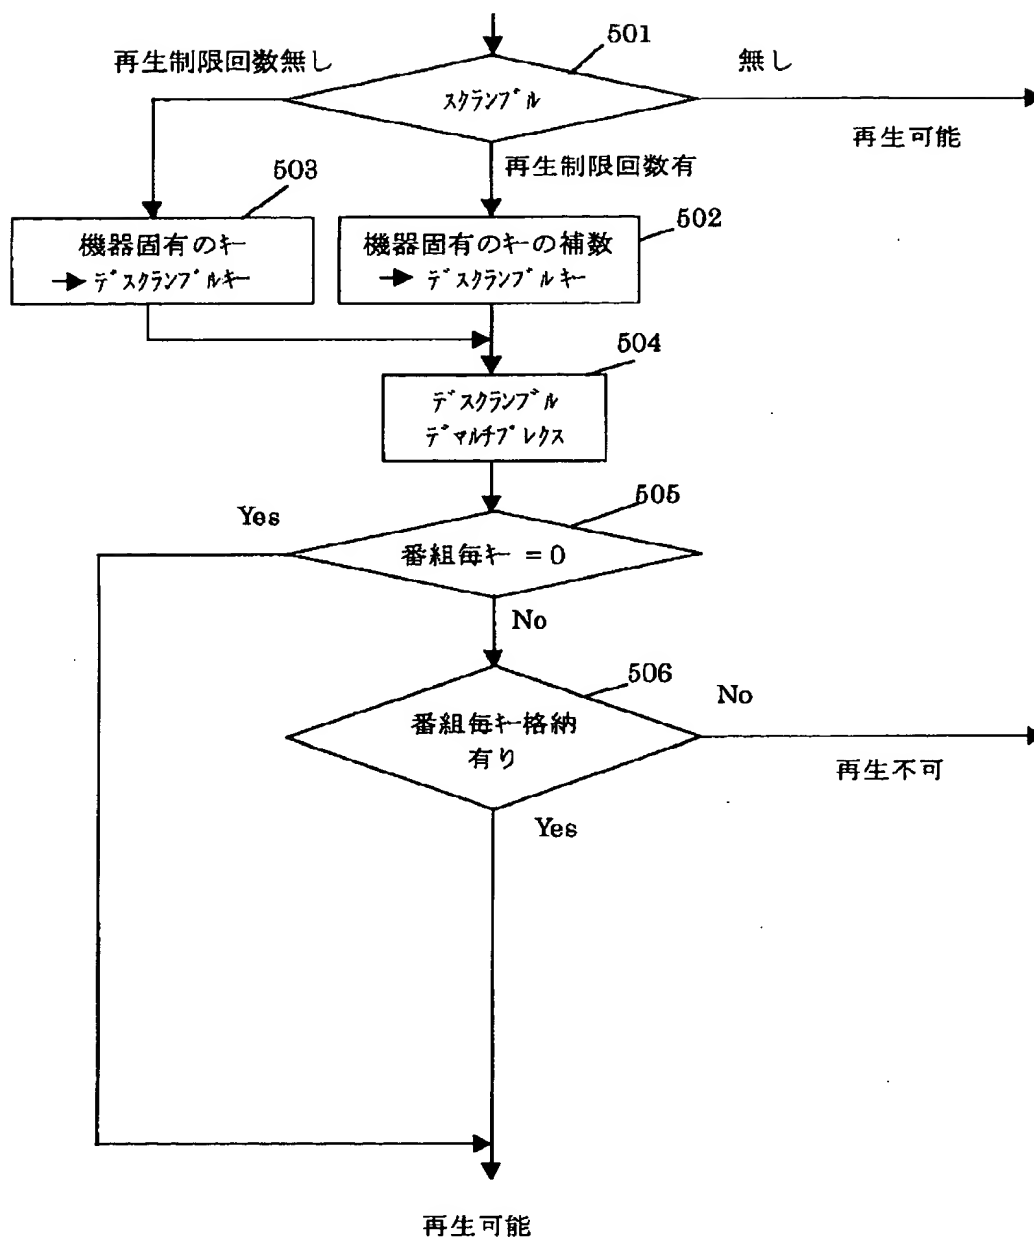 501
再生制限回数無し
無し
スクランブル
再生可能
再生制限回数有
503
502
機器固有のキー
→デスクランブルキー
機器固有のキーの補数
→ デスクランブルキー
504
デスクランブル
デマルチプレクス
505
Yes
番組毎キー = 0
No
506
No
番組毎キー格納
有り
再生不可
Yes
再生可能